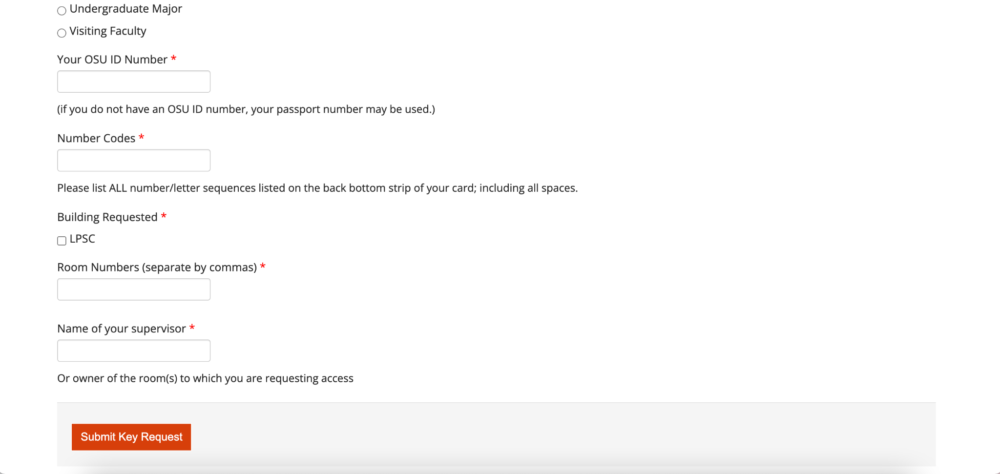 Undergraduate Major
Visiting Faculty
Your OSU ID Number *
(if you do not have an OSU ID number, your passport number may be used.)
Number Codes *
Please list ALL number/letter sequences listed on the back bottom strip of your card; including all spaces.
Building Requested *
LPSC
Room Numbers (separate by commas) *
Name of your supervisor *
Or owner of the room(s) to which you are requesting access
Submit Key Request